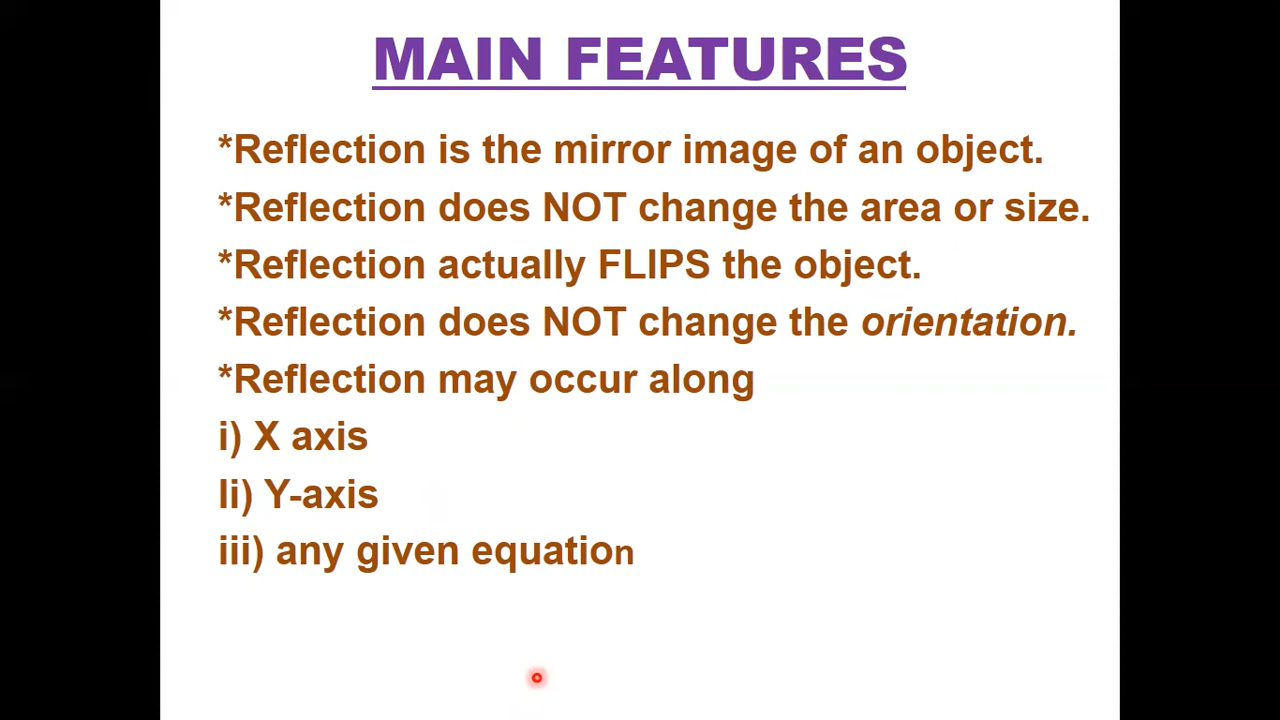 MAIN FEATURES
*Reflection is the mirror image of an object.
*Reflection does NOT change the area or size.
*Reflection actually FLIPS the object.
*Reflection does NOT change the orientation.
*Reflection may occur along
i) X axis
Ii) Y-axis
iii) any given equation